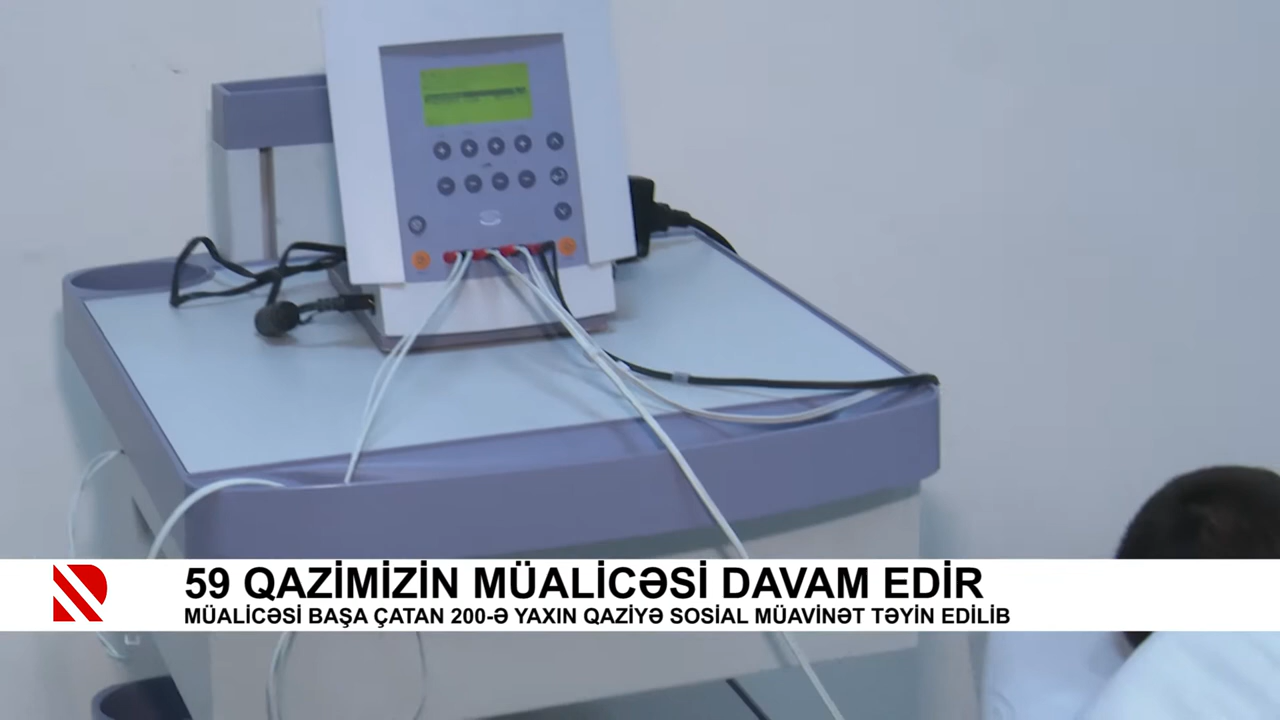 59 QAZİMİZİN MÜALİCƏSİ DAVAM EDİR
MÜALİCƏSİ BAŞA ÇATAN 200-Ə YAXIN QAZİYƏ SOSİAL MÜAVİNƏT TƏYİN EDİLİB